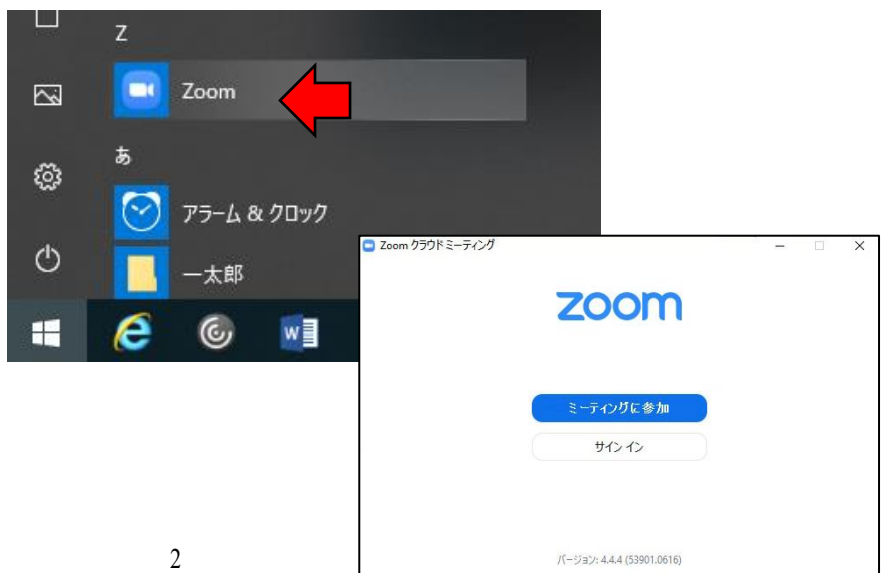 Z
Zoom
あ
アラーム & クロック
一太郎
Zoom クラウド ミーティング
zoom
ミーティングに参加
サイン イン
バージョン: 4.4.4 (53901.0616)
2